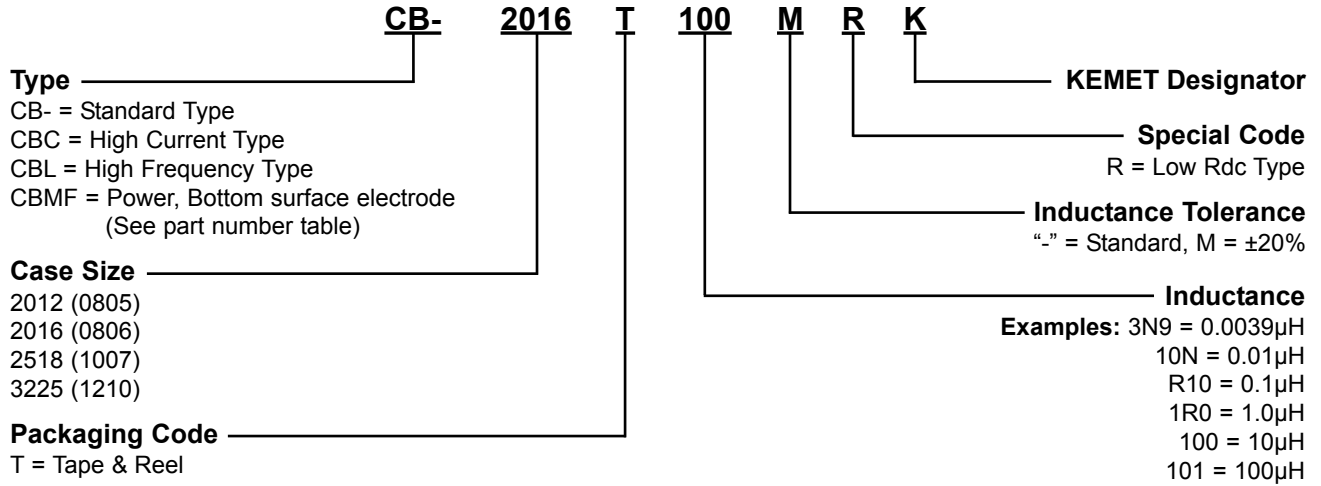 CB- 2016 T 100 M R K
Type
CB- = Standard Type
CBC = High Current Type
CBL = High Frequency Type
CBMF = Power, Bottom surface electrode
(See part number table)
Case Size
2012 (0805)
2016 (0806)
2518 (1007)
3225 (1210)
Packaging Code
T = Tape & Reel
KEMET Designator
Special Code
R = Low Rdc Type
Inductance Tolerance
“-” = Standard, M = ±20%
Inductance
Examples: 3N9 = 0.0039µH
10N = 0.01µH
R10 = 0.1µH
1R0 = 1.0µH
100 = 10µH
101 = 100µH